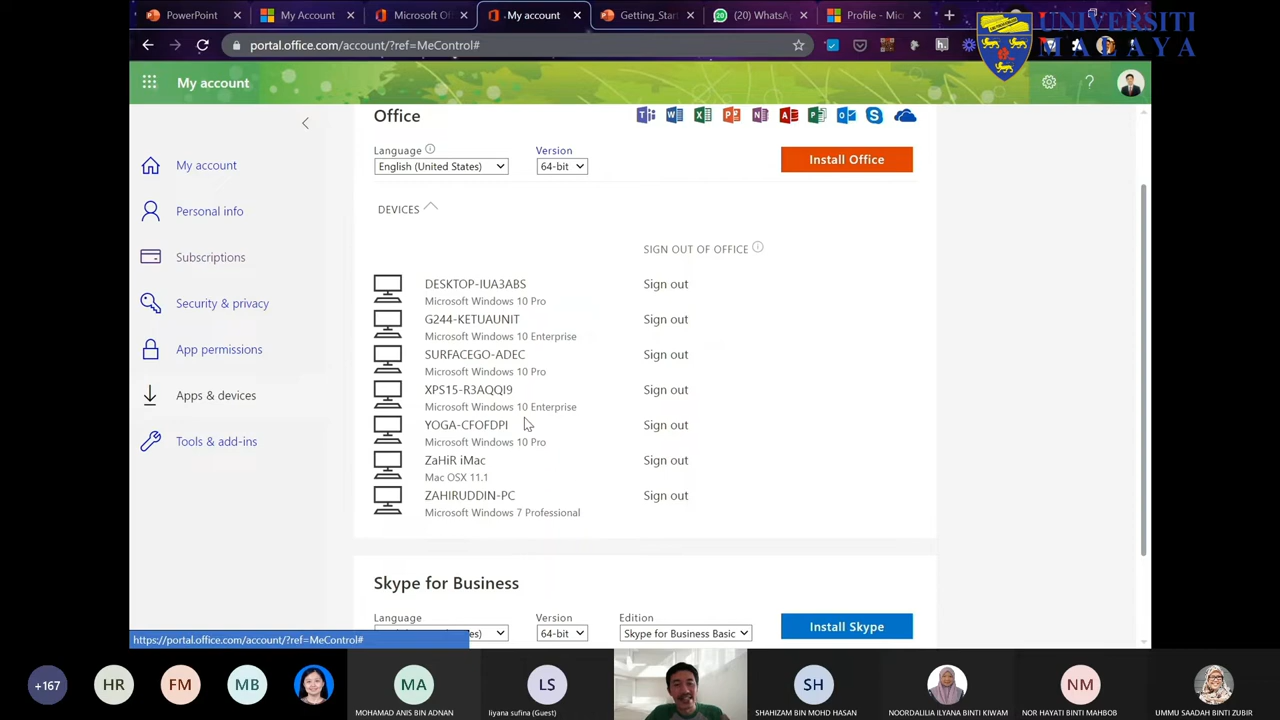 PowerPoint
My Account
Microsoft Of
My account
Getting_Star
(20) WhatsA
Profile - Mic
UNIVERSITI
MALAYA
portal.office.com/account/?ref=MeControl#
My account
Office
Language
Version
English (United States)
64-bit
Install Office
My account
Personal info
Subscriptions
Security & privacy
App permissions
Apps & devices
Tools & add-ins
DEVICES
SIGN OUT OF OFFICE
DESKTOP-IUA3ABS
Sign out
Microsoft Windows 10 Pro
G244-KETUAUNIT
Sign out
Microsoft Windows 10 Enterprise
SURFACEGO-ADEC
Sign out
Microsoft Windows 10 Pro
XPS15-R3AQQI9
Sign out
Microsoft Windows 10 Enterprise
YOGA-CFOFDPI
Sign out
Microsoft Windows 10 Pro
ZaHiR iMac
Sign out
Mac OSX 11.1
ZAHIRUDDIN-PC
Sign out
Microsoft Windows 7 Professional
Skype for Business
Language
Version
Edition
64-bit
Skype for Business Basic
Install Skype
https://portal.office.com/account/?ref=MeControl#
+167
HR
FM
MB
MA
MOHAMAD ANIS BIN ADNAN
LS
liyana sufina (Guest)
SH
SHAHIZAM BIN MOHD HASAN
NOORDALILIA ILYANA BINTI KIWAM
NM
NOR HAYATI BINTI MAHBOB
UMMU SAADAH BINTI ZUBIR